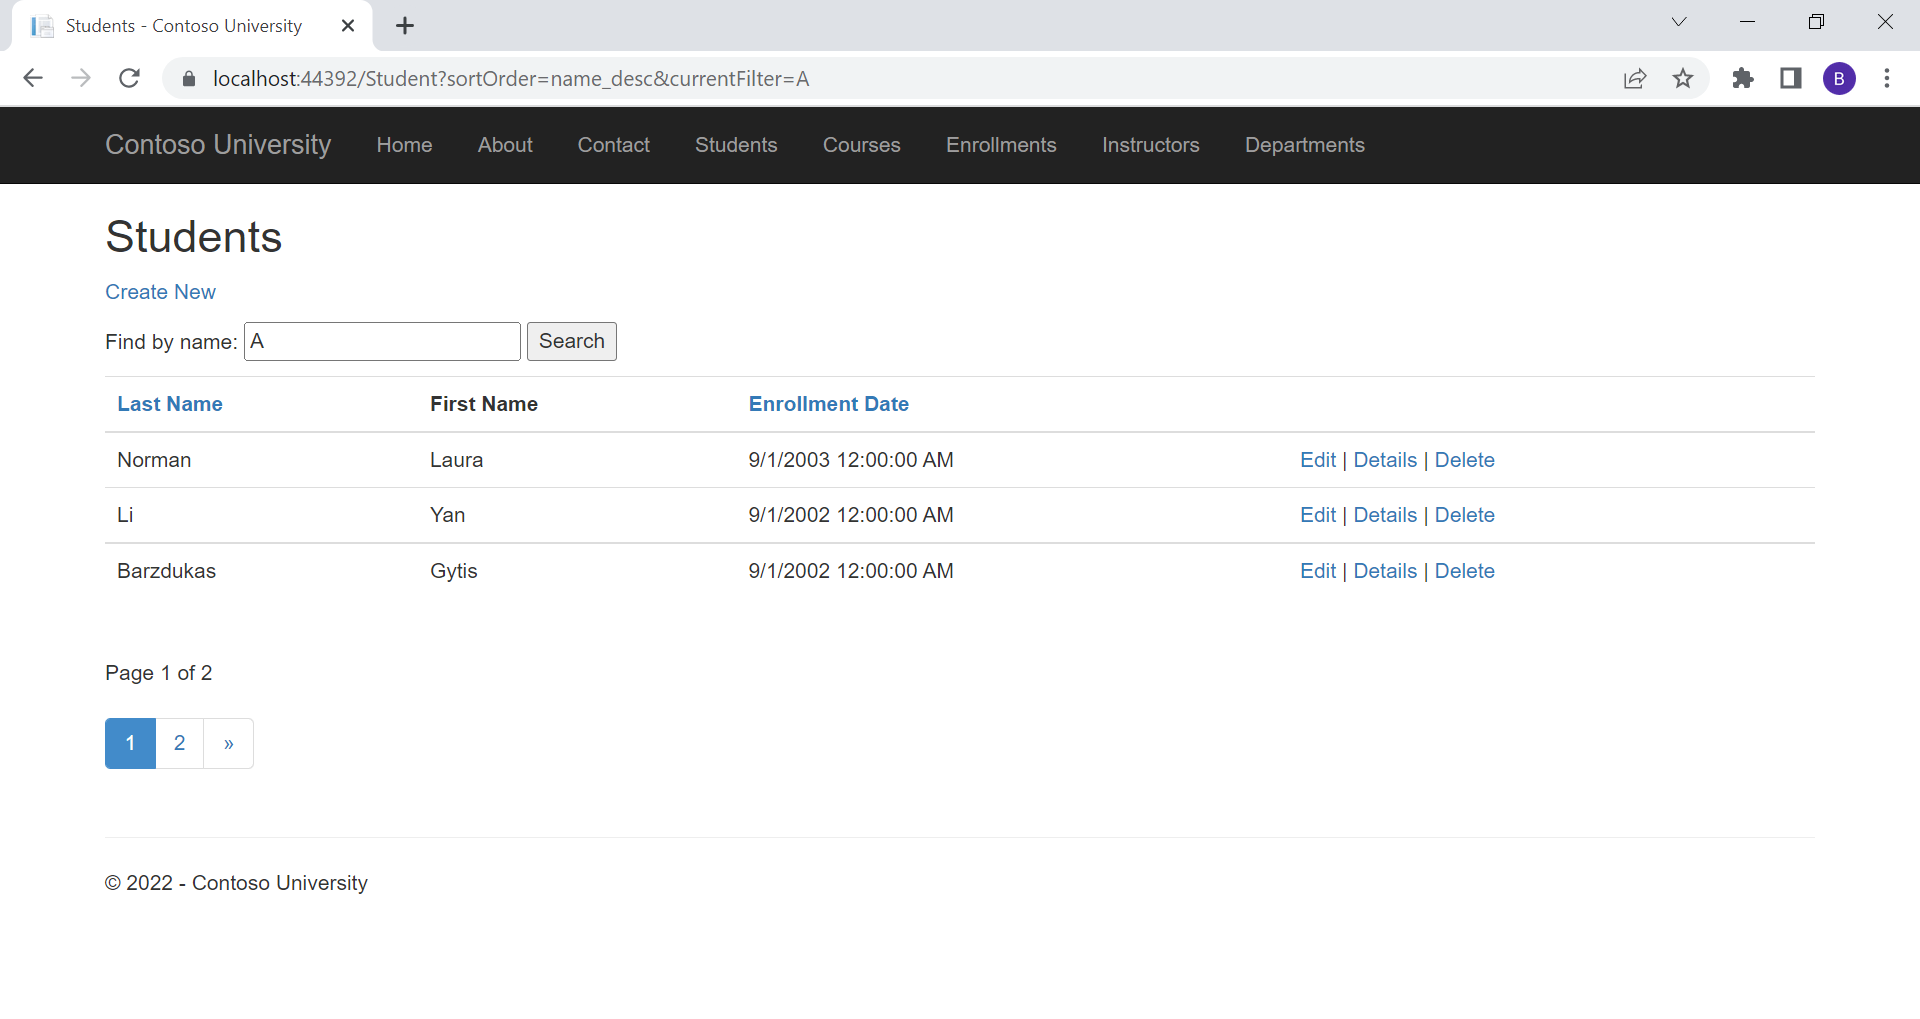 Students - Contoso University
localhost:44392/Student?sortOrder=name_desc&currentFilter=A
B
Contoso University Home About Contact Students Courses Enrollments Instructors Departments
Students
Create New
Find by name: A Search
Last Name First Name Enrollment Date
Norman Laura 9/1/2003 12:00:00 AM Edit | Details | Delete
Li Yan 9/1/2002 12:00:00 AM Edit | Details | Delete
Barzdukas Gytis 9/1/2002 12:00:00 AM Edit | Details | Delete
Page 1 of 2
1 2 »
© 2022 - Contoso University